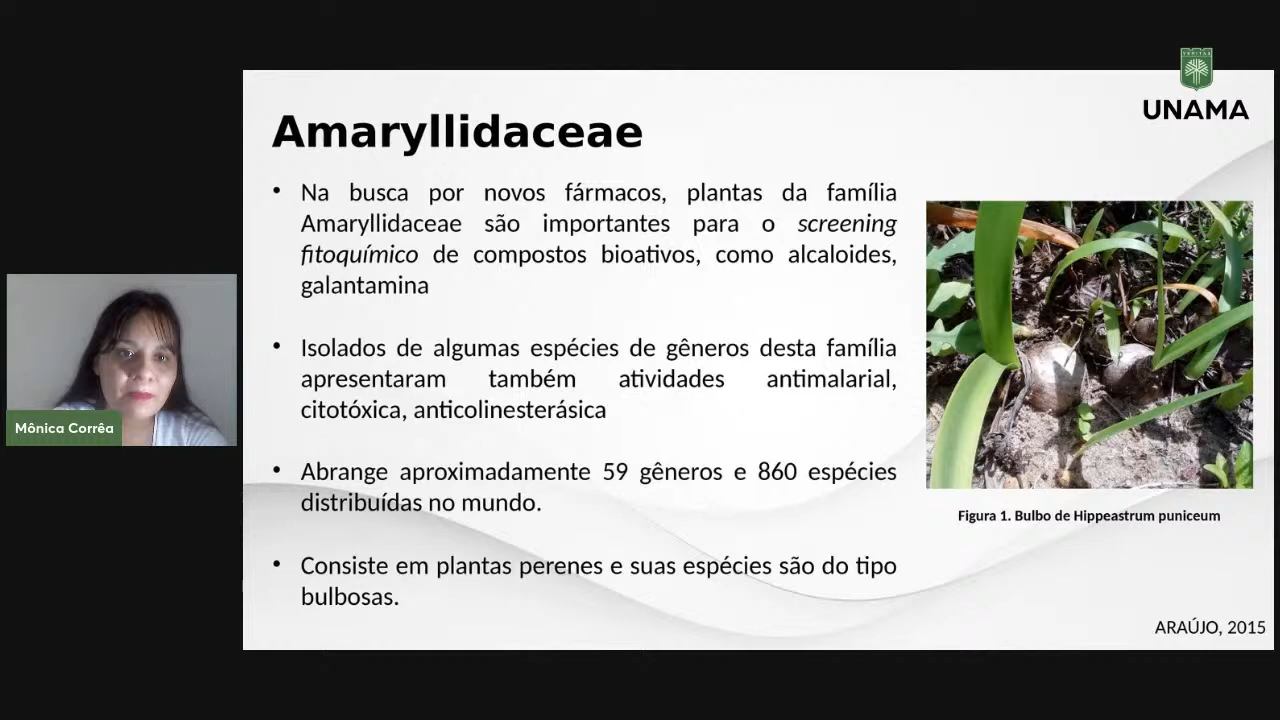 VERITAS
UNAMA
Amaryllidaceae
• Na busca por novos fármacos, plantas da família
Amaryllidaceae são importantes para o screening
fitoquímico de compostos bioativos, como alcaloides,
galantamina
• Isolados de algumas espécies de gêneros desta família
apresentaram também atividades antimalarial,
citotóxica, anticolinesterásica
• Abrange aproximadamente 59 gêneros e 860 espécies
distribuídas no mundo.
• Consiste em plantas perenes e suas espécies são do tipo
bulbosas.
Figura 1. Bulbo de Hippeastrum puniceum
ARAÚJO, 2015
Mônica Corrêa